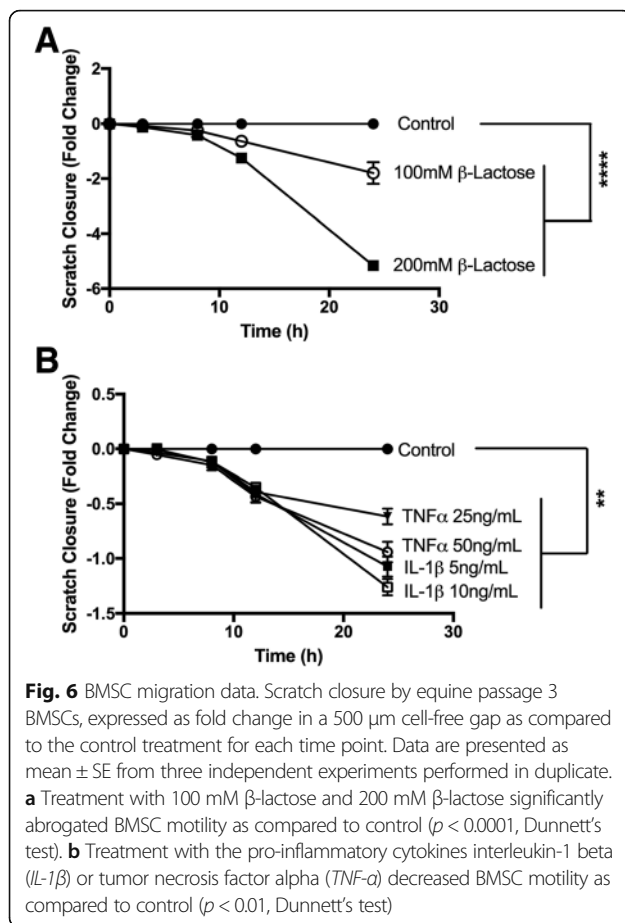 A
Scratch Closure (Fold Change)
2
0
-2
-4
-6
Control
100mM β-Lactose
200mM β-Lactose
****
0
10
20
30
Time (h)
B
Scratch Closure (Fold Change)
0.5
0.0
-0.5
-1.0
-1.5
Control
TNFα 25ng/mL
TNFα 50ng/mL
IL-1β 5ng/mL
IL-1β 10ng/mL
**
0
10
20
30
Time (h)
Fig. 6 BMSC migration data. Scratch closure by equine passage 3
BMSCs, expressed as fold change in a 500 μm cell-free gap as compared
to the control treatment for each time point. Data are presented as
mean ± SE from three independent experiments performed in duplicate.
a Treatment with 100 mM β-lactose and 200 mM β-lactose significantly
abrogated BMSC motility as compared to control (p < 0.0001, Dunnett's
test). b Treatment with the pro-inflammatory cytokines interleukin-1 beta
(IL-1β) or tumor necrosis factor alpha (TNF-α) decreased BMSC motility as
compared to control (p < 0.01, Dunnett's test)